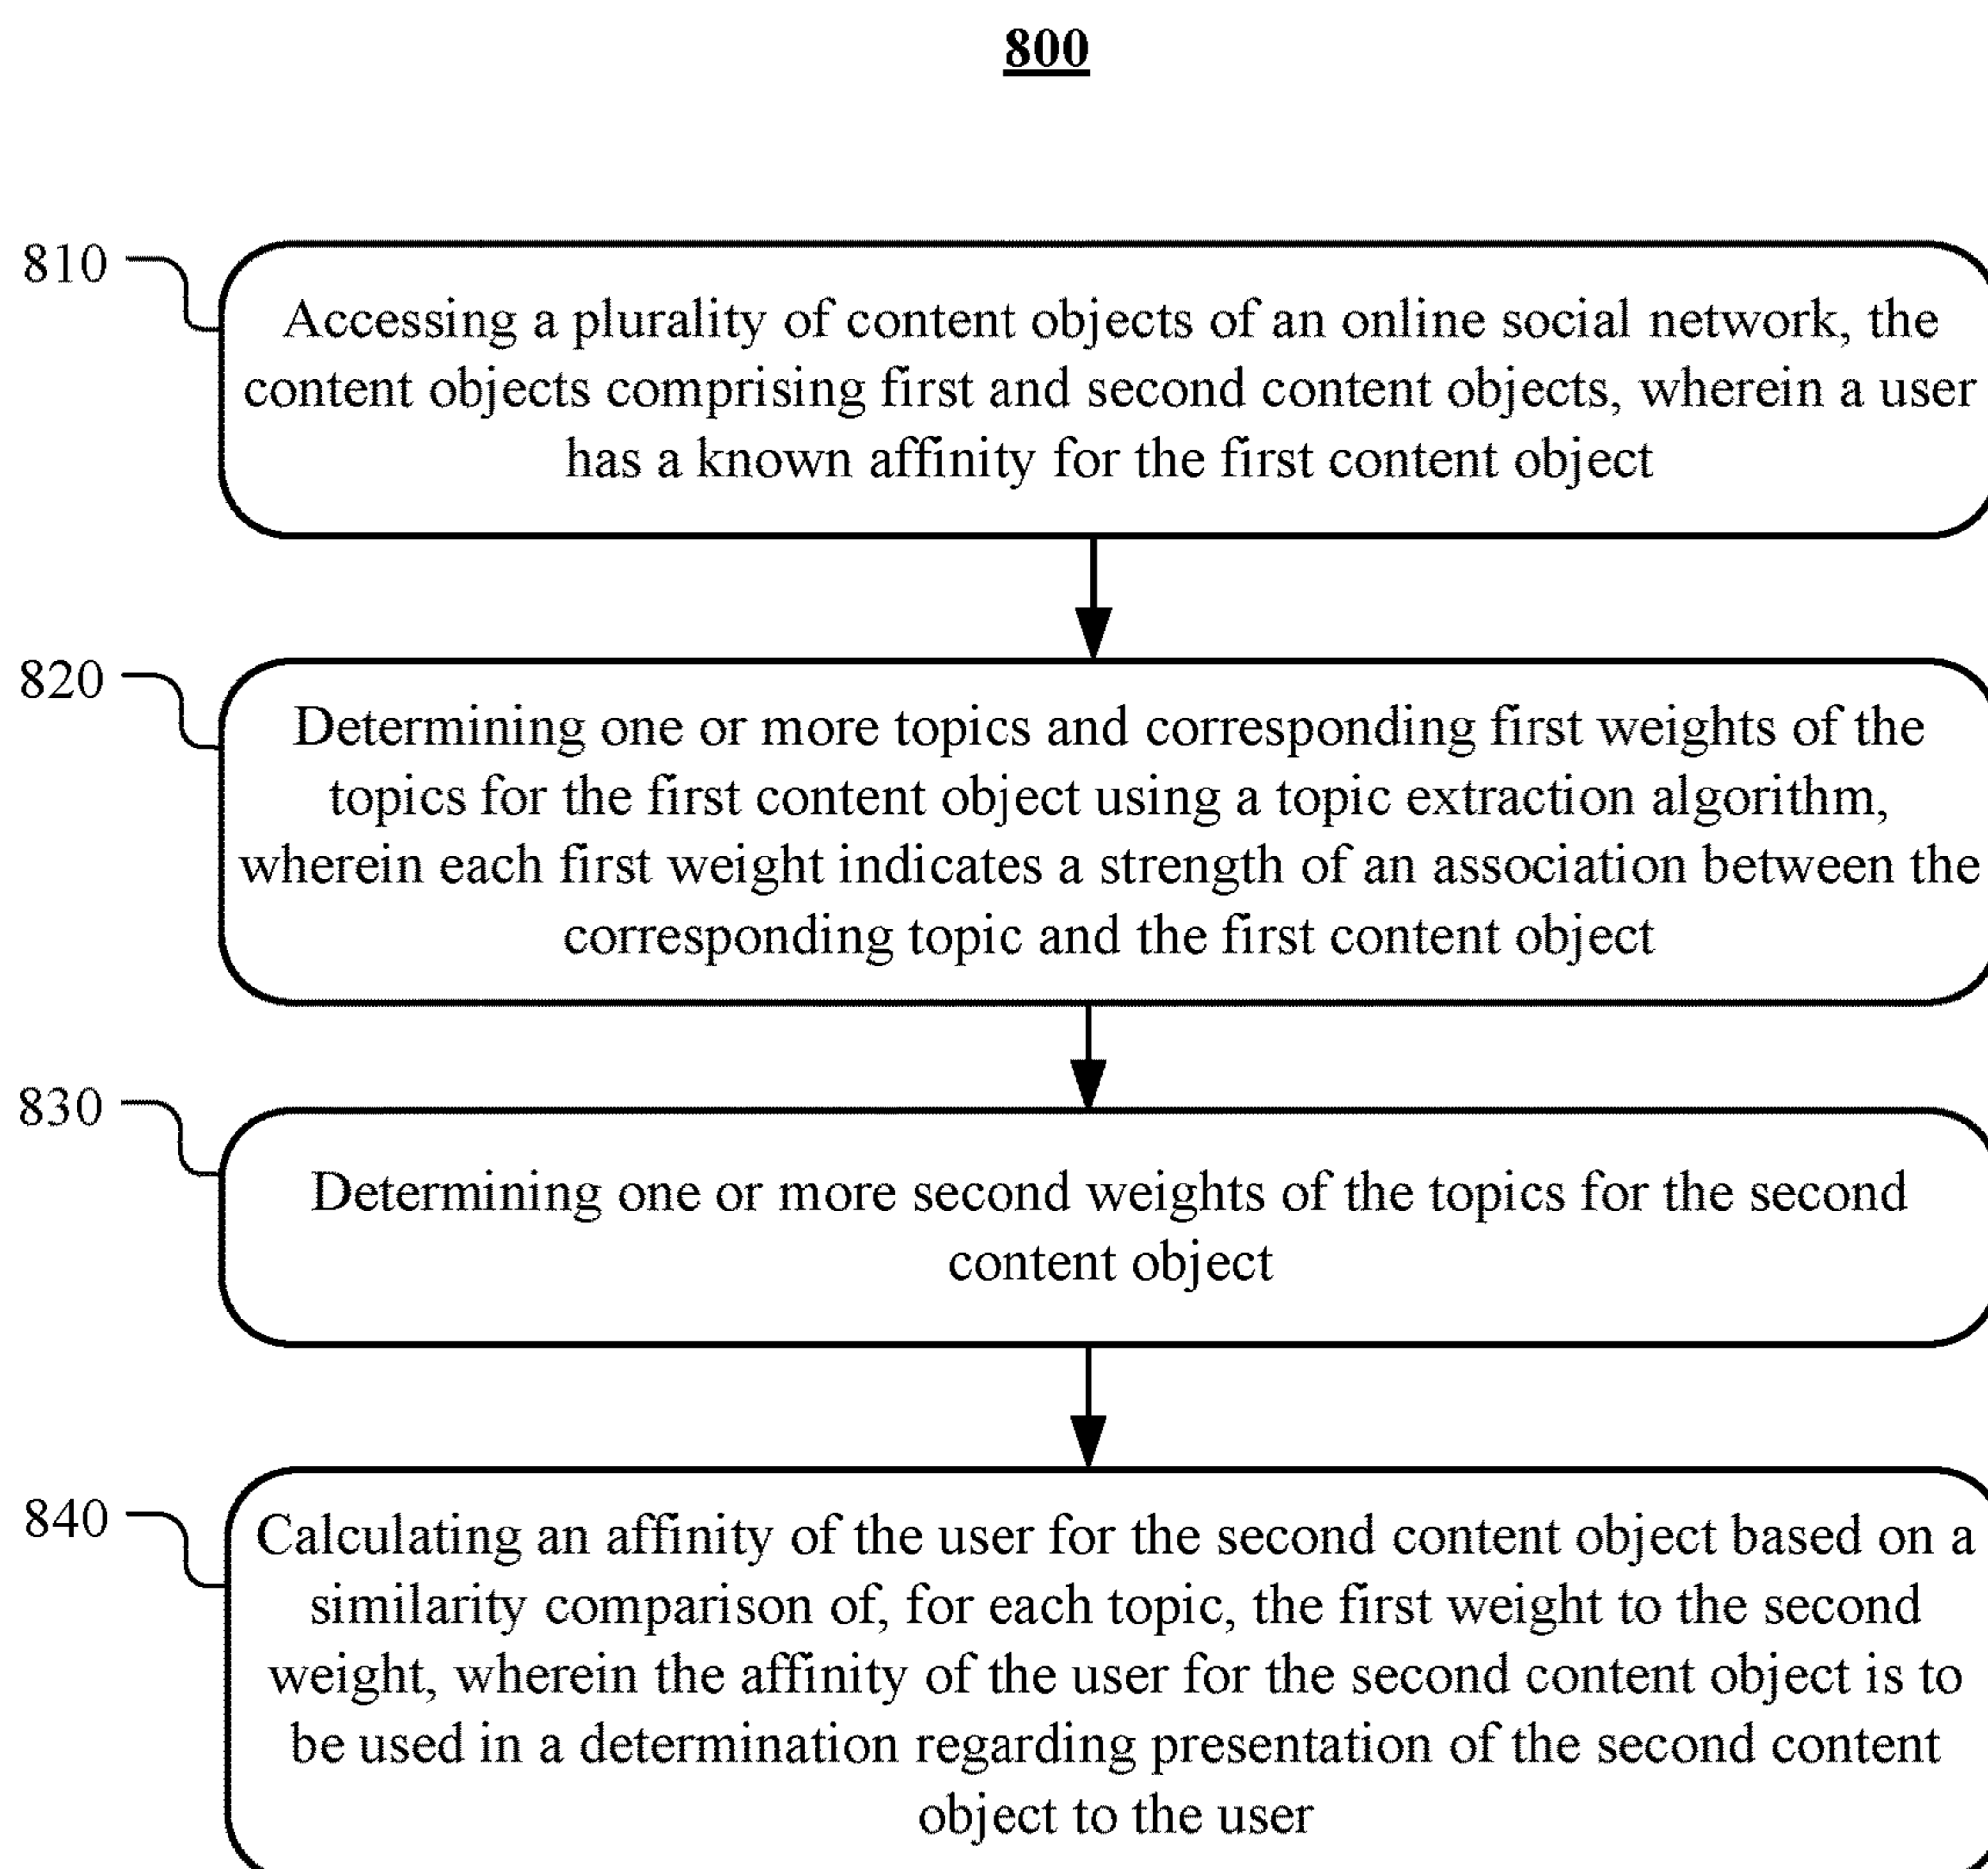 800
810
Accessing a plurality of content objects of an online social network, the
content objects comprising first and second content objects, wherein a user
has a known affinity for the first content object
820
Determining one or more topics and corresponding first weights of the
topics for the first content object using a topic extraction algorithm,
wherein each first weight indicates a strength of an association between the
corresponding topic and the first content object
830
Determining one or more second weights of the topics for the second
content object
840
Calculating an affinity of the user for the second content object based on a
similarity comparison of, for each topic, the first weight to the second
weight, wherein the affinity of the user for the second content object is to
be used in a determination regarding presentation of the second content
object to the user